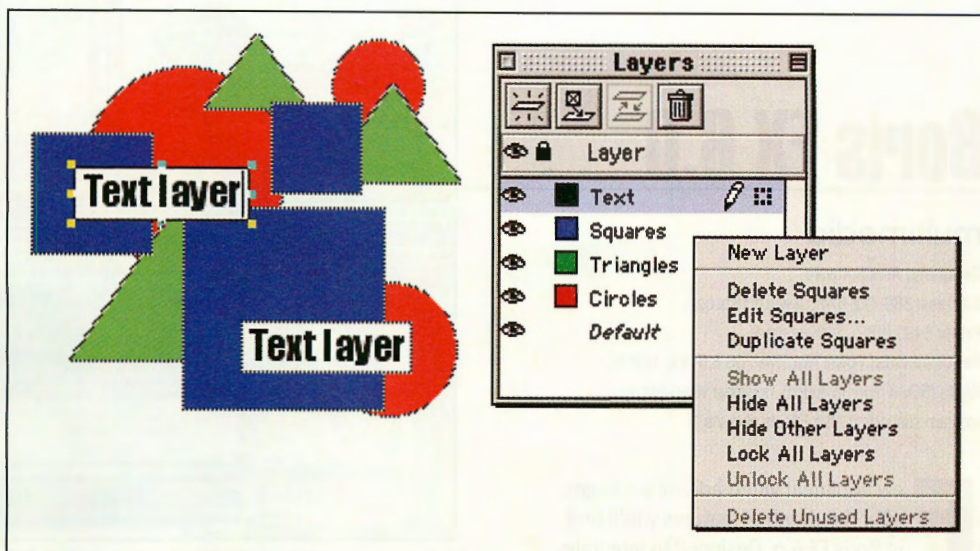 Text layer
Text layer
Layers
Layer
Text
Squares
Triangles
Circles
Default
New Layer
Delete Squares
Edit Squares...
Duplicate Squares
Show All Layers
Hide All Layers
Hide Other Layers
Lock All Layers
Unlock All Layers
Delete Unused Layers